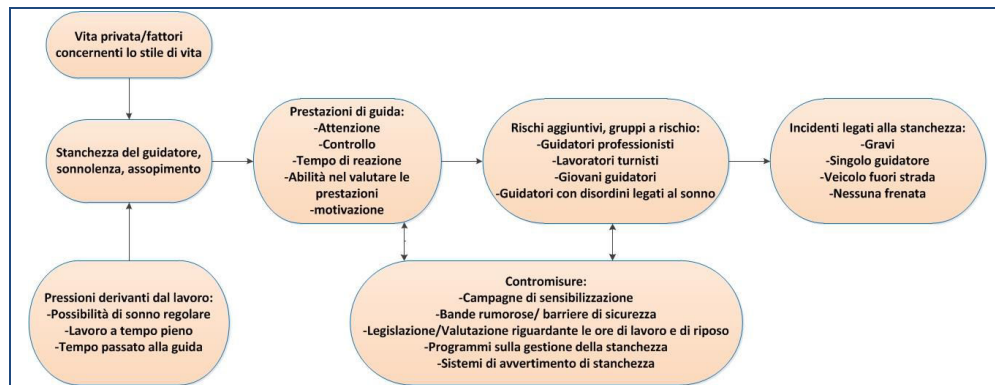 Vita privata/fattori
concernenti lo stile di vita
Stanchezza del guidatore,
sonnolenza, assopimento
Pressioni derivanti dal lavoro:
-Possibilità di sonno regolare
-Lavoro a tempo pieno
-Tempo passato alla guida
Prestazioni di guida:
-Attenzione
-Controllo
-Tempo di reazione
-Abilità nel valutare le
prestazioni
-motivazione
Rischi aggiuntivi, gruppi a rischio:
-Guidatori professionisti
-Lavoratori turnisti
-Giovani guidatori
-Guidatori con disordini legati al sonno
Incidenti legati alla stanchezza:
-Gravi
-Singolo guidatore
-Veicolo fuori strada
-Nessuna frenata
Contromisure:
-Campagne di sensibilizzazione
-Bande rumorose/ barriere di sicurezza
-Legislazione/Valutazione riguardante le ore di lavoro e di riposo
-Programmi sulla gestione della stanchezza
-Sistemi di avvertimento di stanchezza